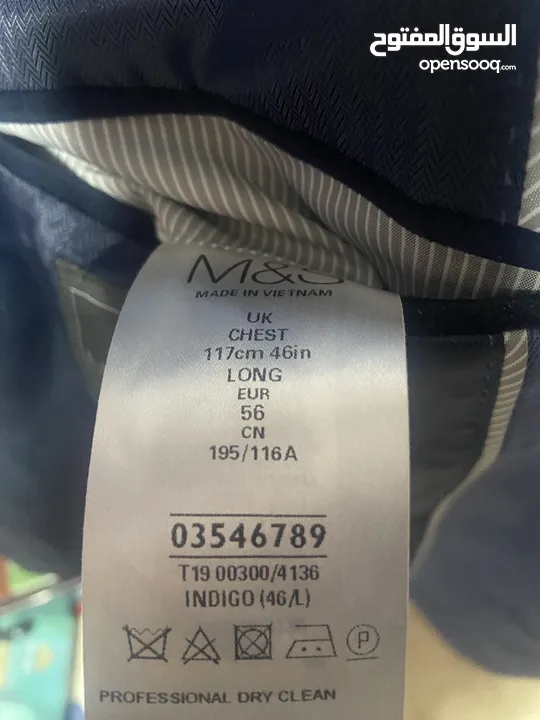 السوق المفتوح
opensooq.com
M&S
MADE IN VIETNAM
UK
CHEST
117cm 46in
LONG
EUR
56
CN
195/116A
03546789
T19 00300/4136
INDIGO (46/L)
P
PROFESSIONAL DRY CLEAN